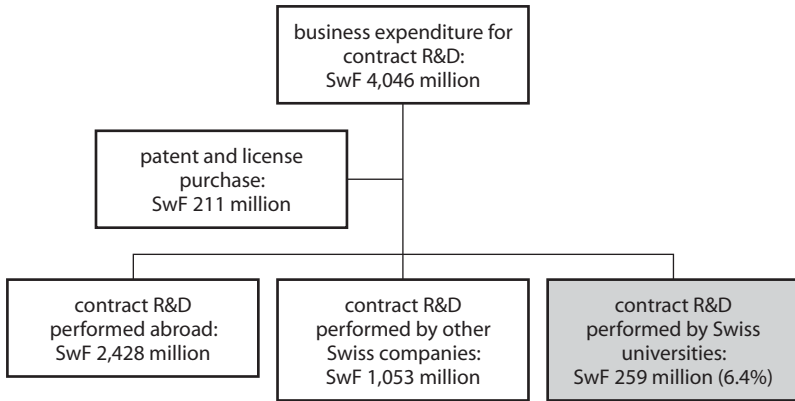 business expenditure for
contract R&D:
SwF 4,046 million
patent and license
purchase:
SwF 211 million
contract R&D
performed abroad:
SwF 2,428 million
contract R&D
performed by other
Swiss companies:
SwF 1,053 million
contract R&D
performed by Swiss
universities:
SwF 259 million (6.4%)